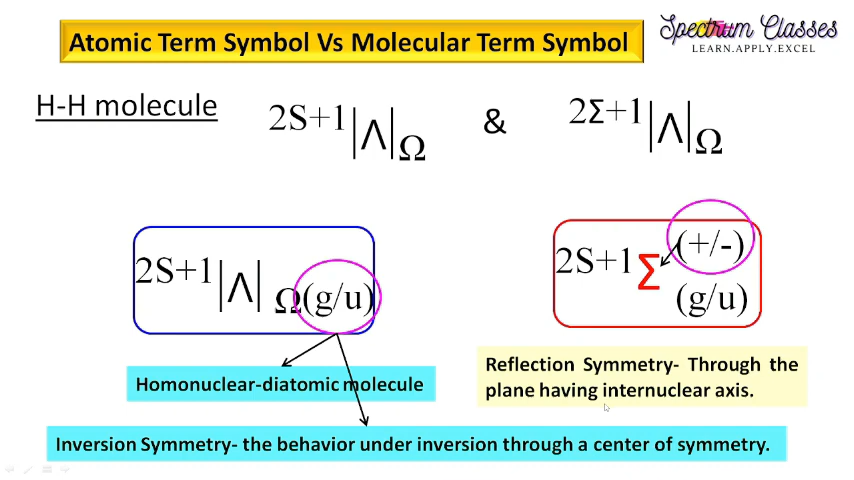 Spectrum Classes
LEARN.APPLY.EXCEL
Atomic Term Symbol Vs Molecular Term Symbol
H-H molecule
2S+1|Λ|Ω & 2Σ+1|Λ|Ω
2S+1|Λ| Ω(g/u)
2S+1Σ(+/-)
(g/u)
Homonuclear-diatomic molecule
Reflection Symmetry- Through the
plane having internuclear axis.
Inversion Symmetry- the behavior under inversion through a center of symmetry.